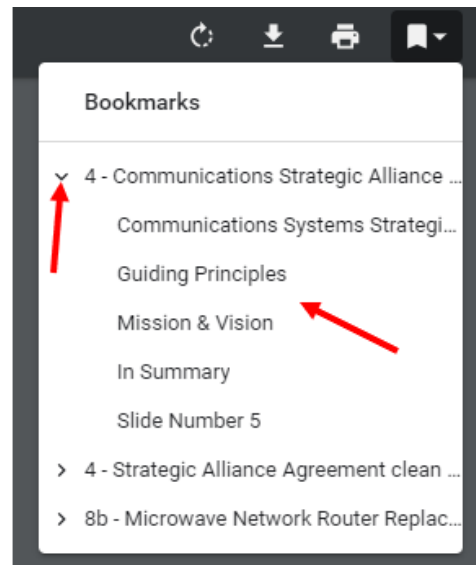 Bookmarks
4 - Communications Strategic Alliance ...
Communications Systems Strategi...
Guiding Principles
Mission & Vision
In Summary
Slide Number 5
4 - Strategic Alliance Agreement clean ...
8b - Microwave Network Router Replac...